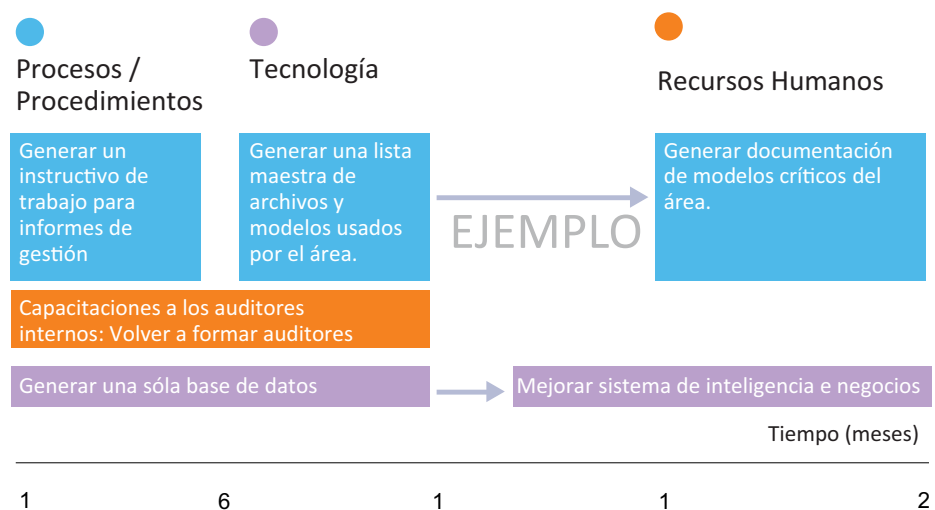 Procesos /
Procedimientos
Tecnología
Recursos Humanos
Generar un
instructivo de
trabajo para
informes de
gestión
Generar una lista
maestra de
archivos y
modelos usados
por el área.
EJEMPLO
Generar documentación
de modelos críticos del
área.
Capacitaciones a los auditores
internos: Volver a formar auditores
Generar una sóla base de datos
Mejorar sistema de inteligencia e negocios
Tiempo (meses)
1 6 1 1 2